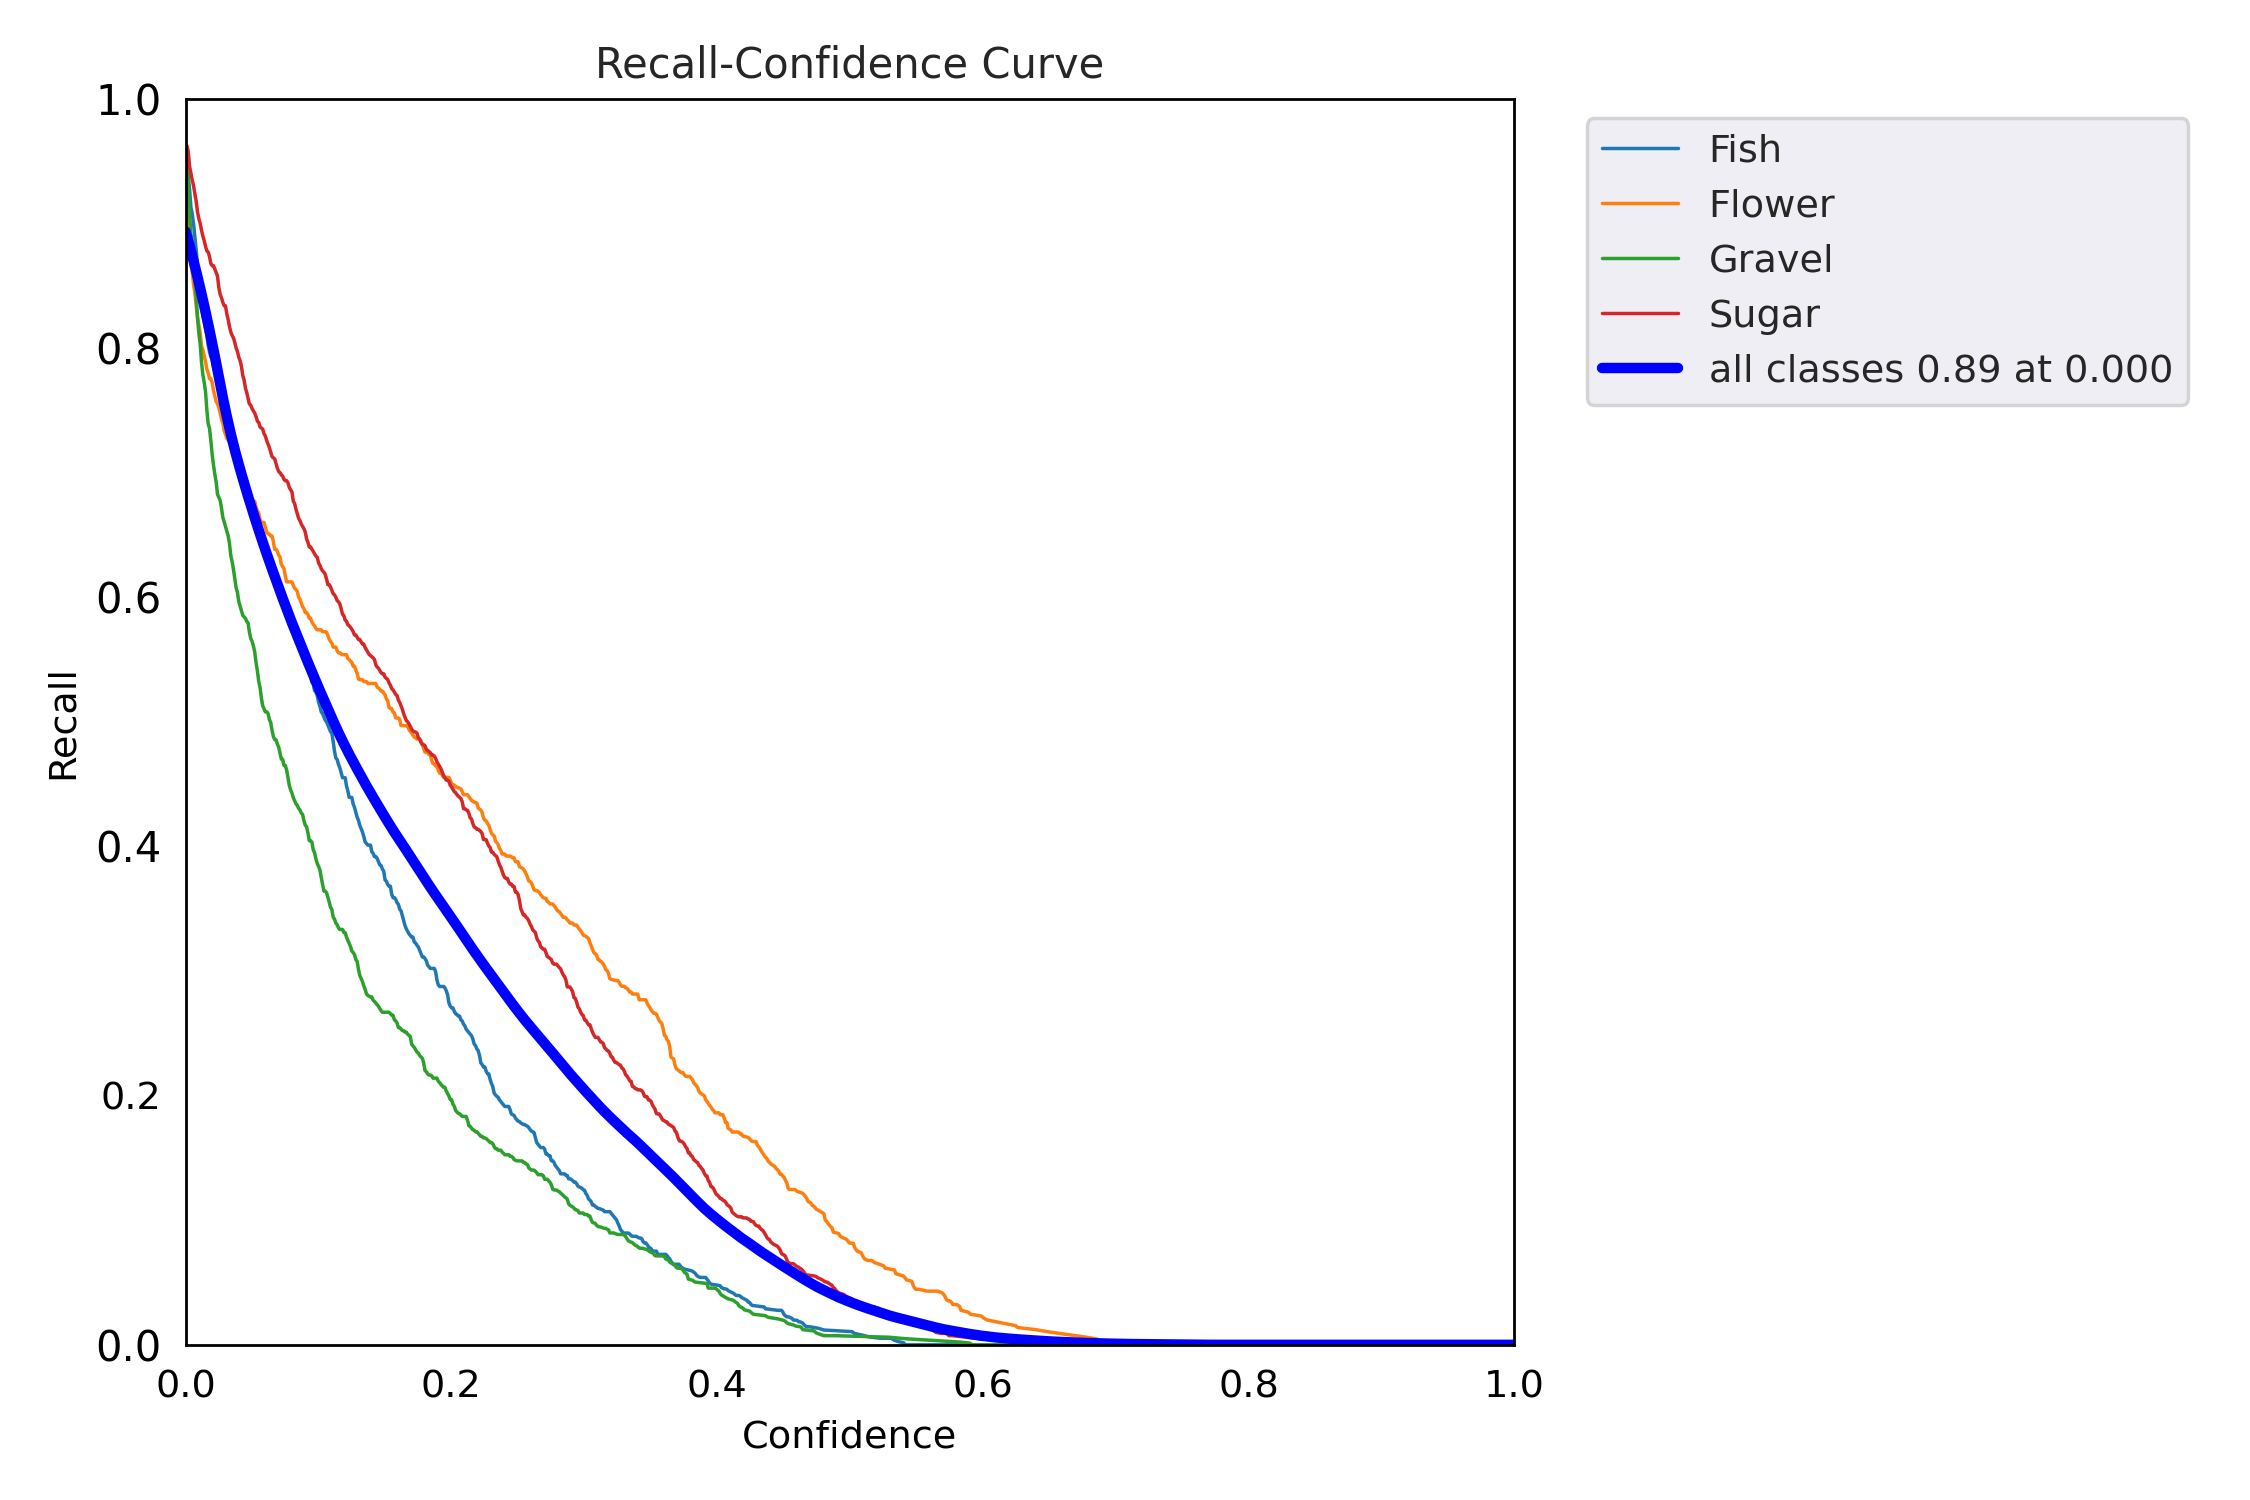 Recall-Confidence Curve
1.0
0.8
0.6
0.4
0.2
0.0
Recall
0.0 0.2 0.4 0.6 0.8 1.0
Confidence
Fish
Flower
Gravel
Sugar
all classes 0.89 at 0.000